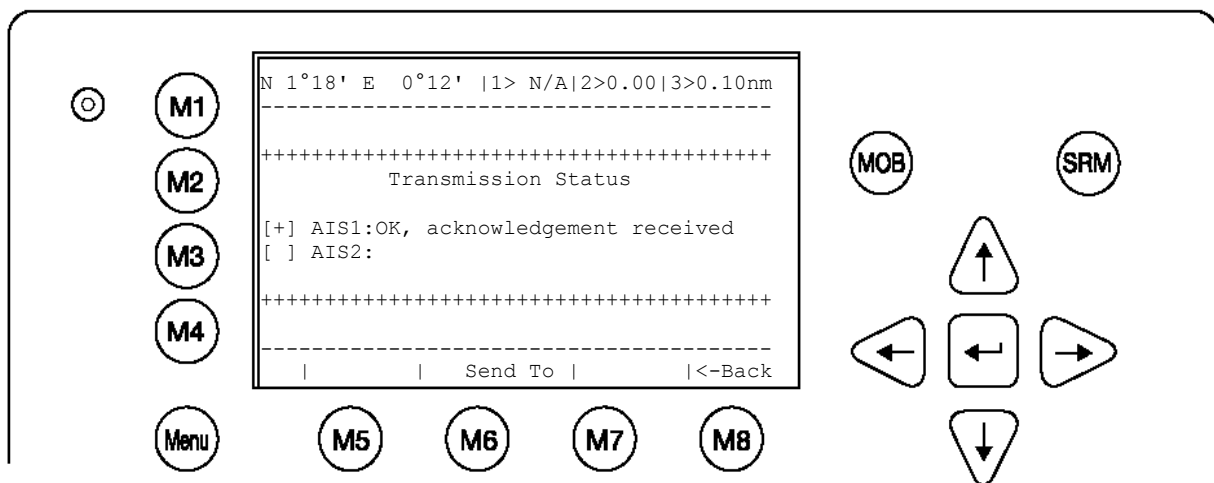 N 1°18' E  0°12' |1> N/A|2>0.00|3>0.10nm
----------------------------------------
++++++++++++++++++++++++++++++++++++++++
Transmission Status
[+] AIS1:OK, acknowledgement received
[ ] AIS2:
++++++++++++++++++++++++++++++++++++++++
----------------------------------------
|        |   Send To |        |<-Back
M1
M2
M3
M4
Menu
M5
M6
M7
M8
MOB
SRM